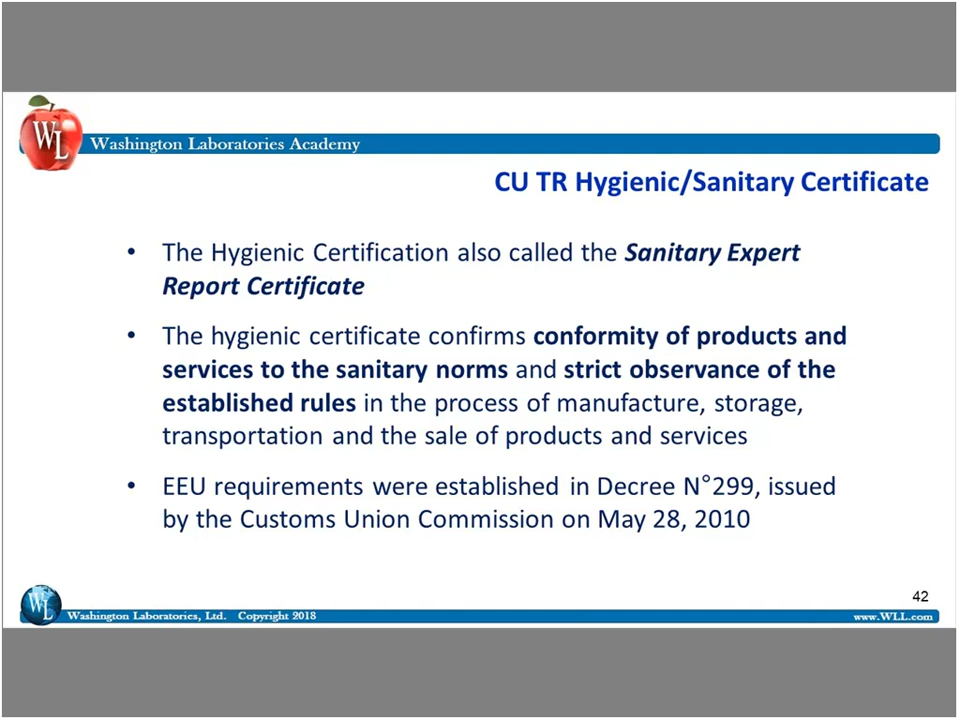 WL
Washington Laboratories Academy
CU TR Hygienic/Sanitary Certificate
• The Hygienic Certification also called the Sanitary Expert
Report Certificate
• The hygienic certificate confirms conformity of products and
services to the sanitary norms and strict observance of the
established rules in the process of manufacture, storage,
transportation and the sale of products and services
• EEU requirements were established in Decree N°299, issued
by the Customs Union Commission on May 28, 2010
42
WL
Washington Laboratories, Ltd. Copyright 2018
www.WLL.com